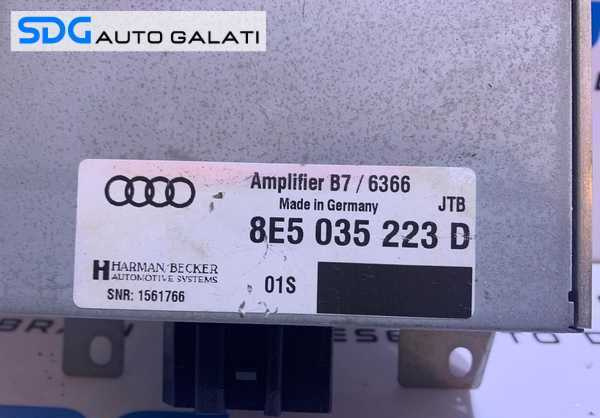 SDG AUTO GALATI
Amplifier B7 / 6366
Made in Germany JTB
8E5 035 223 D
HARMAN/BECKER
AUTOMOTIVE SYSTEMS
01S
SNR: 1561766